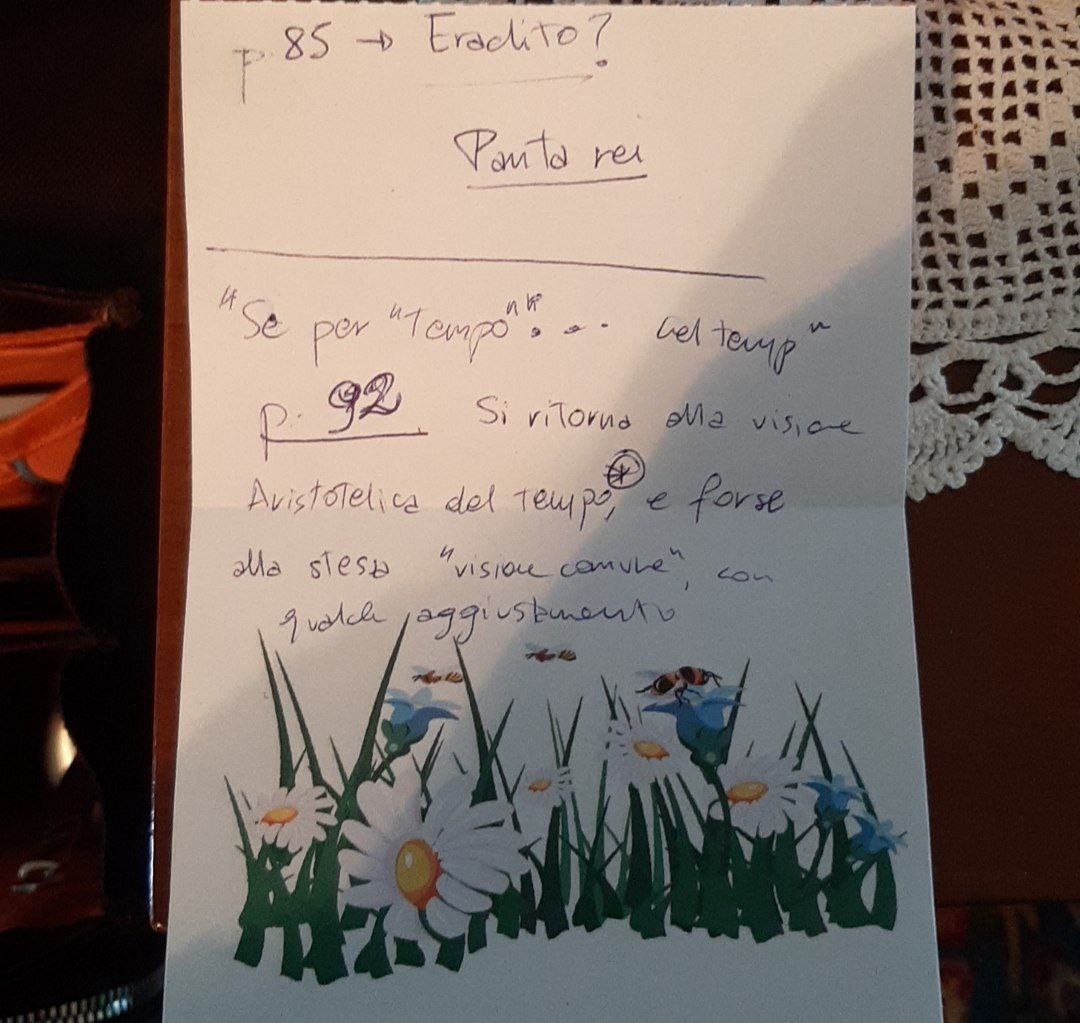 p. 85 → Eraclito?
Panta rei
"Se per "Tempo"" . . . nel temp"
p. 92 Si ritorna alla visione
Aristotelica del tempo,* e forse
alla stessa "visione comune", con
qualche aggiustamento